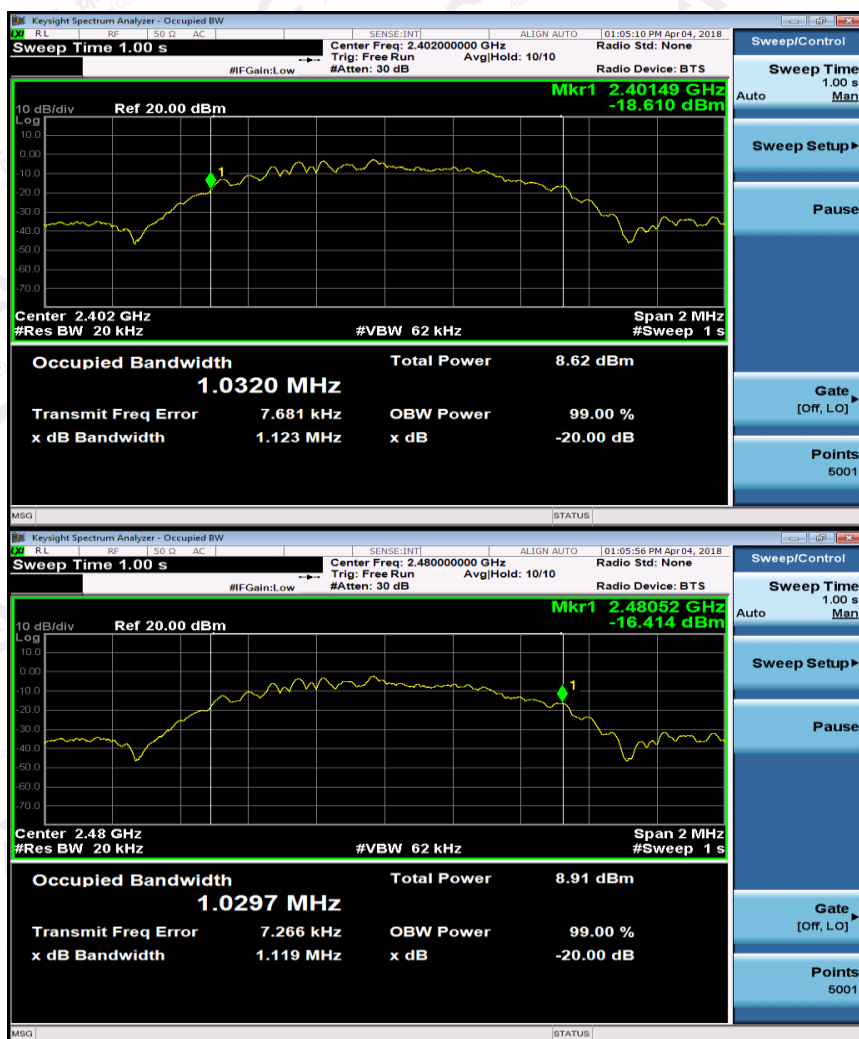 Keysight Spectrum Analyzer - Occupied BW
LXI RL RF 50 Ω AC SENSE:INT ALIGN AUTO 01:05:10 PM Apr 04, 2018
Sweep Time 1.00 s
Center Freq: 2.402000000 GHz Radio Std: None
Trig: Free Run Avg|Hold: 10/10
#IFGain:Low #Atten: 30 dB Radio Device: BTS
Mkr1 2.40149 GHz
10 dB/div Ref 20.00 dBm -18.610 dBm
Log
10.0
0.00
-10.0
1
-20.0
-30.0
-40.0
-50.0
-60.0
-70.0
Center 2.402 GHz Span 2 MHz
#Res BW 20 kHz #VBW 62 kHz #Sweep 1 s
Occupied Bandwidth Total Power 8.62 dBm
1.0320 MHz
Transmit Freq Error 7.681 kHz OBW Power 99.00 %
x dB Bandwidth 1.123 MHz x dB -20.00 dB
MSG STATUS
Sweep/Control
Sweep Time
1.00 s
Auto Man
Sweep Setup
Pause
Gate
[Off, LO]
Points
5001
Keysight Spectrum Analyzer - Occupied BW
LXI RL RF 50 Ω AC SENSE:INT ALIGN AUTO 01:05:56 PM Apr 04, 2018
Sweep Time 1.00 s
Center Freq: 2.480000000 GHz Radio Std: None
Trig: Free Run Avg|Hold: 10/10
#IFGain:Low #Atten: 30 dB Radio Device: BTS
Mkr1 2.48052 GHz
10 dB/div Ref 20.00 dBm -16.414 dBm
Log
10.0
0.00
-10.0
1
-20.0
-30.0
-40.0
-50.0
-60.0
-70.0
Center 2.48 GHz Span 2 MHz
#Res BW 20 kHz #VBW 62 kHz #Sweep 1 s
Occupied Bandwidth Total Power 8.91 dBm
1.0297 MHz
Transmit Freq Error 7.266 kHz OBW Power 99.00 %
x dB Bandwidth 1.119 MHz x dB -20.00 dB
MSG STATUS
Sweep/Control
Sweep Time
1.00 s
Auto Man
Sweep Setup
Pause
Gate
[Off, LO]
Points
5001